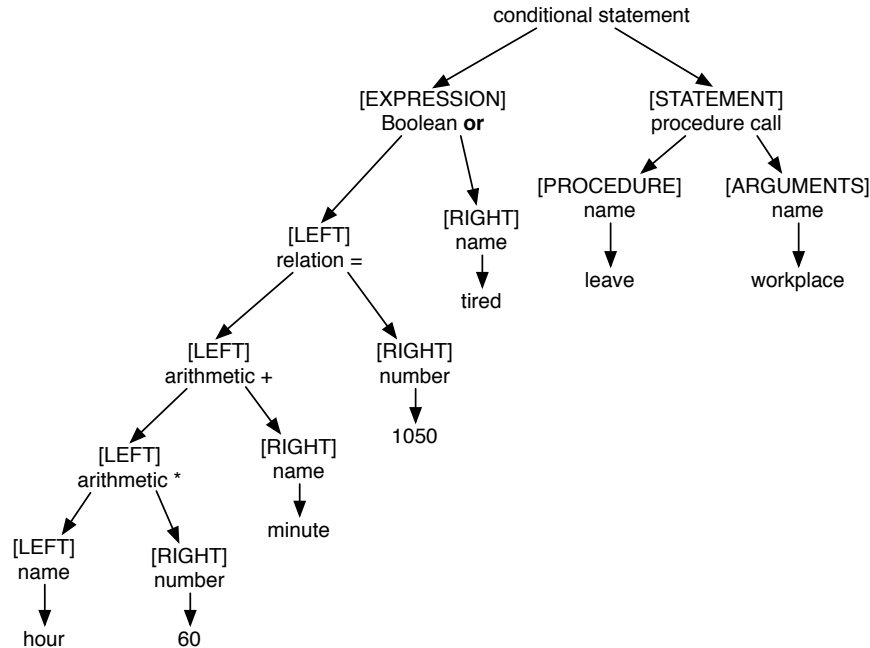 conditional statement
[EXPRESSION]
Boolean or
[STATEMENT]
procedure call
[LEFT]
relation =
[RIGHT]
name
tired
[PROCEDURE]
name
leave
[ARGUMENTS]
name
workplace
[LEFT]
arithmetic +
[RIGHT]
number
1050
[LEFT]
arithmetic *
[RIGHT]
name
minute
[LEFT]
name
hour
[RIGHT]
number
60